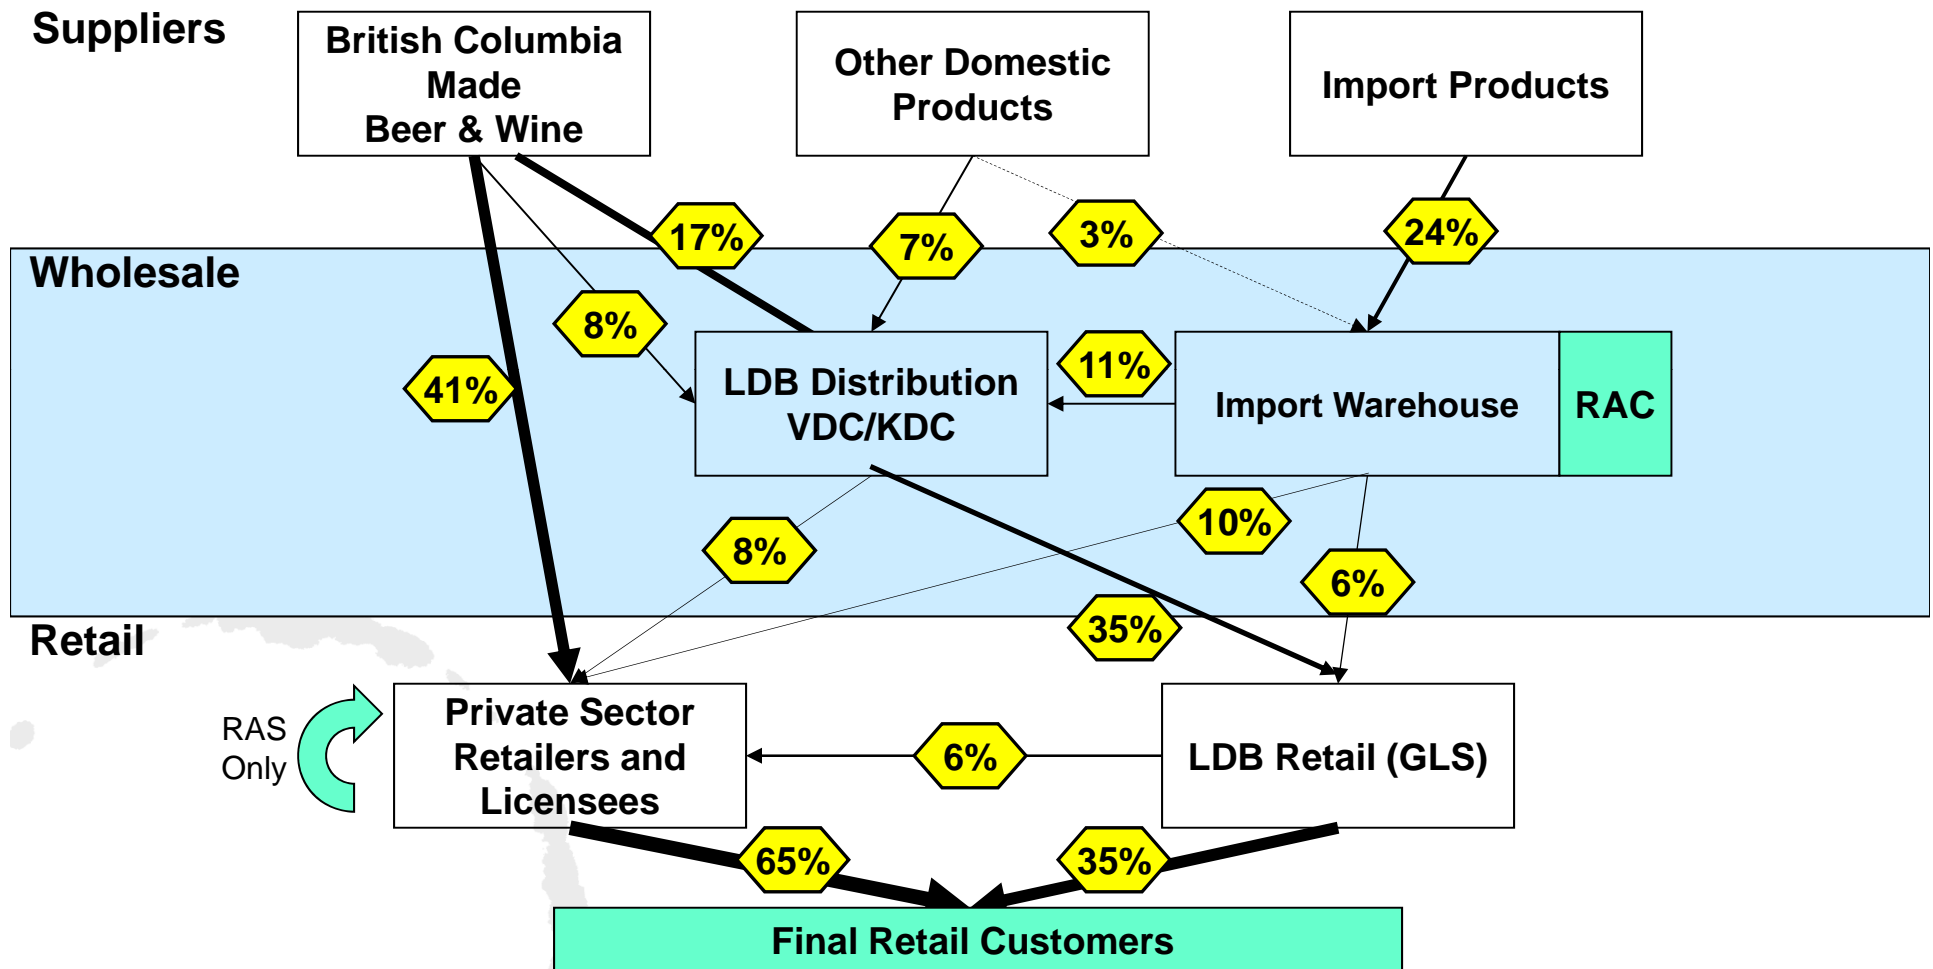 Suppliers
British Columbia
Made
Beer & Wine
Other Domestic
Products
Import Products
17%
7%
3%
24%
Wholesale
8%
41%
LDB Distribution
VDC/KDC
11%
Import Warehouse
RAC
8%
10%
6%
35%
Retail
RAS
Only
Private Sector
Retailers and
Licensees
6%
LDB Retail (GLS)
65%
35%
Final Retail Customers